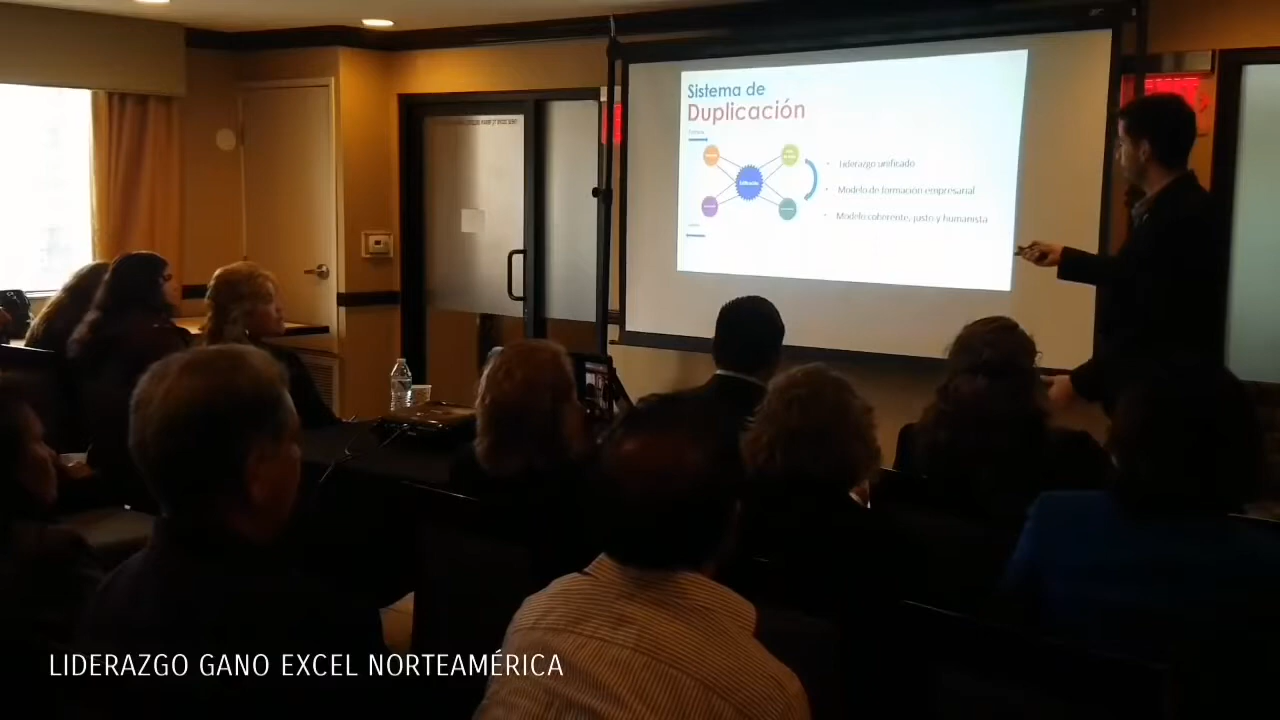 Sistema de
Duplicación
Liderazgo unificado
Modelo de formación empresarial
Modelo coherente, justo y humanista
LIDERAZGO GANO EXCEL NORTEAMÉRICA